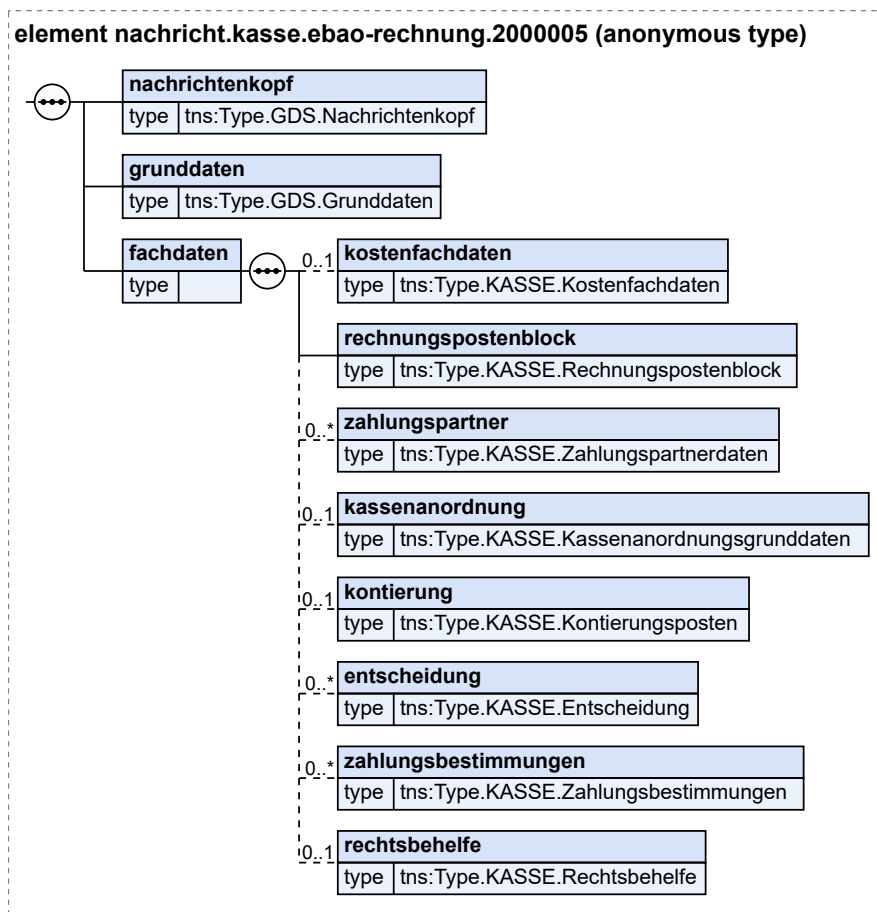 element nachricht.kasse.ebao-rechnung.2000005 (anonymous type)
nachrichtenkopf
type tns:Type.GDS.Nachrichtenkopf
grunddaten
type tns:Type.GDS.Grunddaten
fachdaten
type
0..1 kostenfachdaten
type tns:Type.KASSE.Kostenfachdaten
rechnungspostenblock
type tns:Type.KASSE.Rechnungspostenblock
0..* zahlungspartner
type tns:Type.KASSE.Zahlungspartnerdaten
0..1 kassenanordnung
type tns:Type.KASSE.Kassenanordnungsgrunddaten
0..1 kontierung
type tns:Type.KASSE.Kontierungsposten
0..* entscheidung
type tns:Type.KASSE.Entscheidung
0..* zahlungsbestimmungen
type tns:Type.KASSE.Zahlungsbestimmungen
0..1 rechtsbehelfe
type tns:Type.KASSE.Rechtsbehelfe